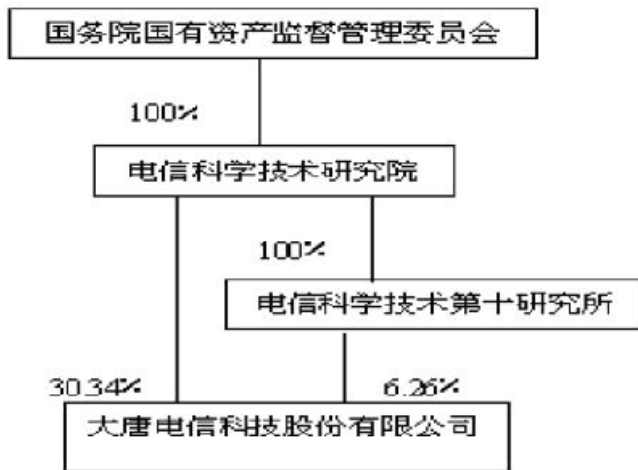 国务院国有资产监督管理委员会
100%
电信科学技术研究院
100%
电信科学技术第十研究所
30.34% 6.26%
大唐电信科技股份有限公司